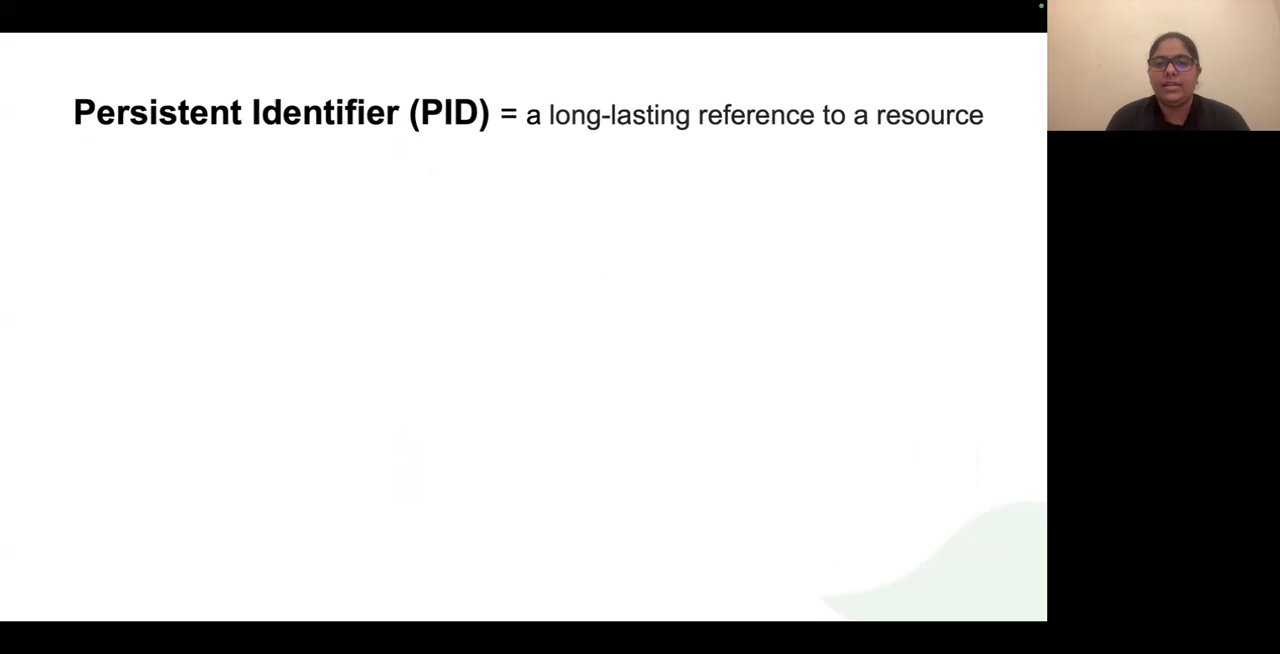 Persistent Identifier (PID) = a long-lasting reference to a resource